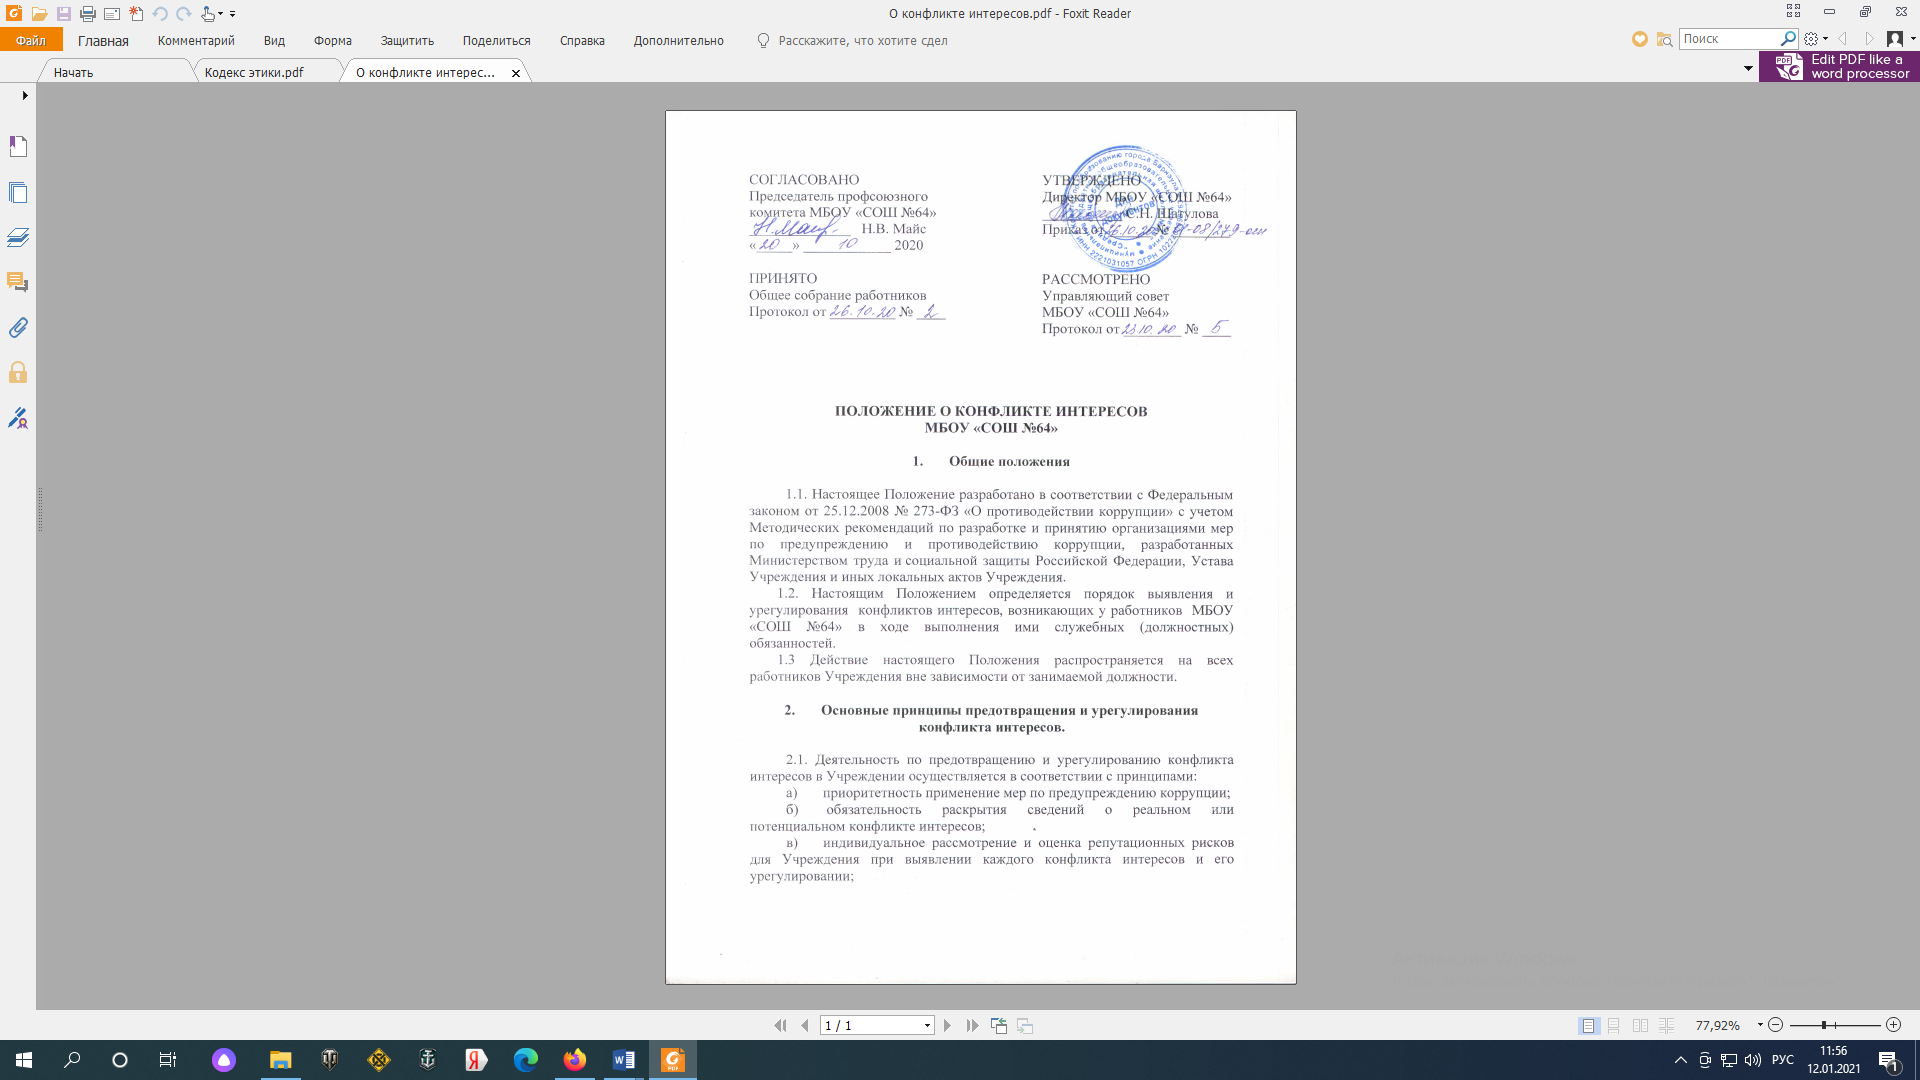 О конфликте интересов.pdf - Foxit Reader
Файл Главная Комментарий Вид Форма Защитить Поделиться Справка Дополнительно Расскажите, что хотите сдел Поиск
Начать Кодекс этики.pdf О конфликте интерес... Edit PDF like a
word processor
СОГЛАСОВАНО
Председатель профсоюзного
комитета МБОУ «СОШ №64»
Н.В. Майс
«20» 10 2020
УТВЕРЖДЕНО
Директор МБОУ «СОШ №64»
С.Н. Шатулова
Приказ от 26.10.20 №
для документов
ИНН 2221031057 ОГРН
ПРИНЯТО
Общее собрание работников
Протокол от 26.10.20 № 2
РАССМОТРЕНО
Управляющий совет
МБОУ «СОШ №64»
Протокол от 23.10.20 № 5
ПОЛОЖЕНИЕ О КОНФЛИКТЕ ИНТЕРЕСОВ
МБОУ «СОШ №64»
1. Общие положения
1.1. Настоящее Положение разработано в соответствии с Федеральным
законом от 25.12.2008 № 273-ФЗ «О противодействии коррупции» с учетом
Методических рекомендаций по разработке и принятию организациями мер
по предупреждению и противодействию коррупции, разработанных
Министерством труда и социальной защиты Российской Федерации, Устава
Учреждения и иных локальных актов Учреждения.
1.2. Настоящим Положением определяется порядок выявления и
урегулирования конфликтов интересов, возникающих у работников МБОУ
«СОШ №64» в ходе выполнения ими служебных (должностных)
обязанностей.
1.3 Действие настоящего Положения распространяется на всех
работников Учреждения вне зависимости от занимаемой должности.
2. Основные принципы предотвращения и урегулирования
конфликта интересов.
2.1. Деятельность по предотвращению и урегулированию конфликта
интересов в Учреждении осуществляется в соответствии с принципами:
а) приоритетность применение мер по предупреждению коррупции;
б) обязательность раскрытия сведений о реальном или
потенциальном конфликте интересов;
в) индивидуальное рассмотрение и оценка репутационных рисков
для Учреждения при выявлении каждого конфликта интересов и его
урегулировании;
1 / 1 77,92%
РУС 11:56
12.01.2021 1